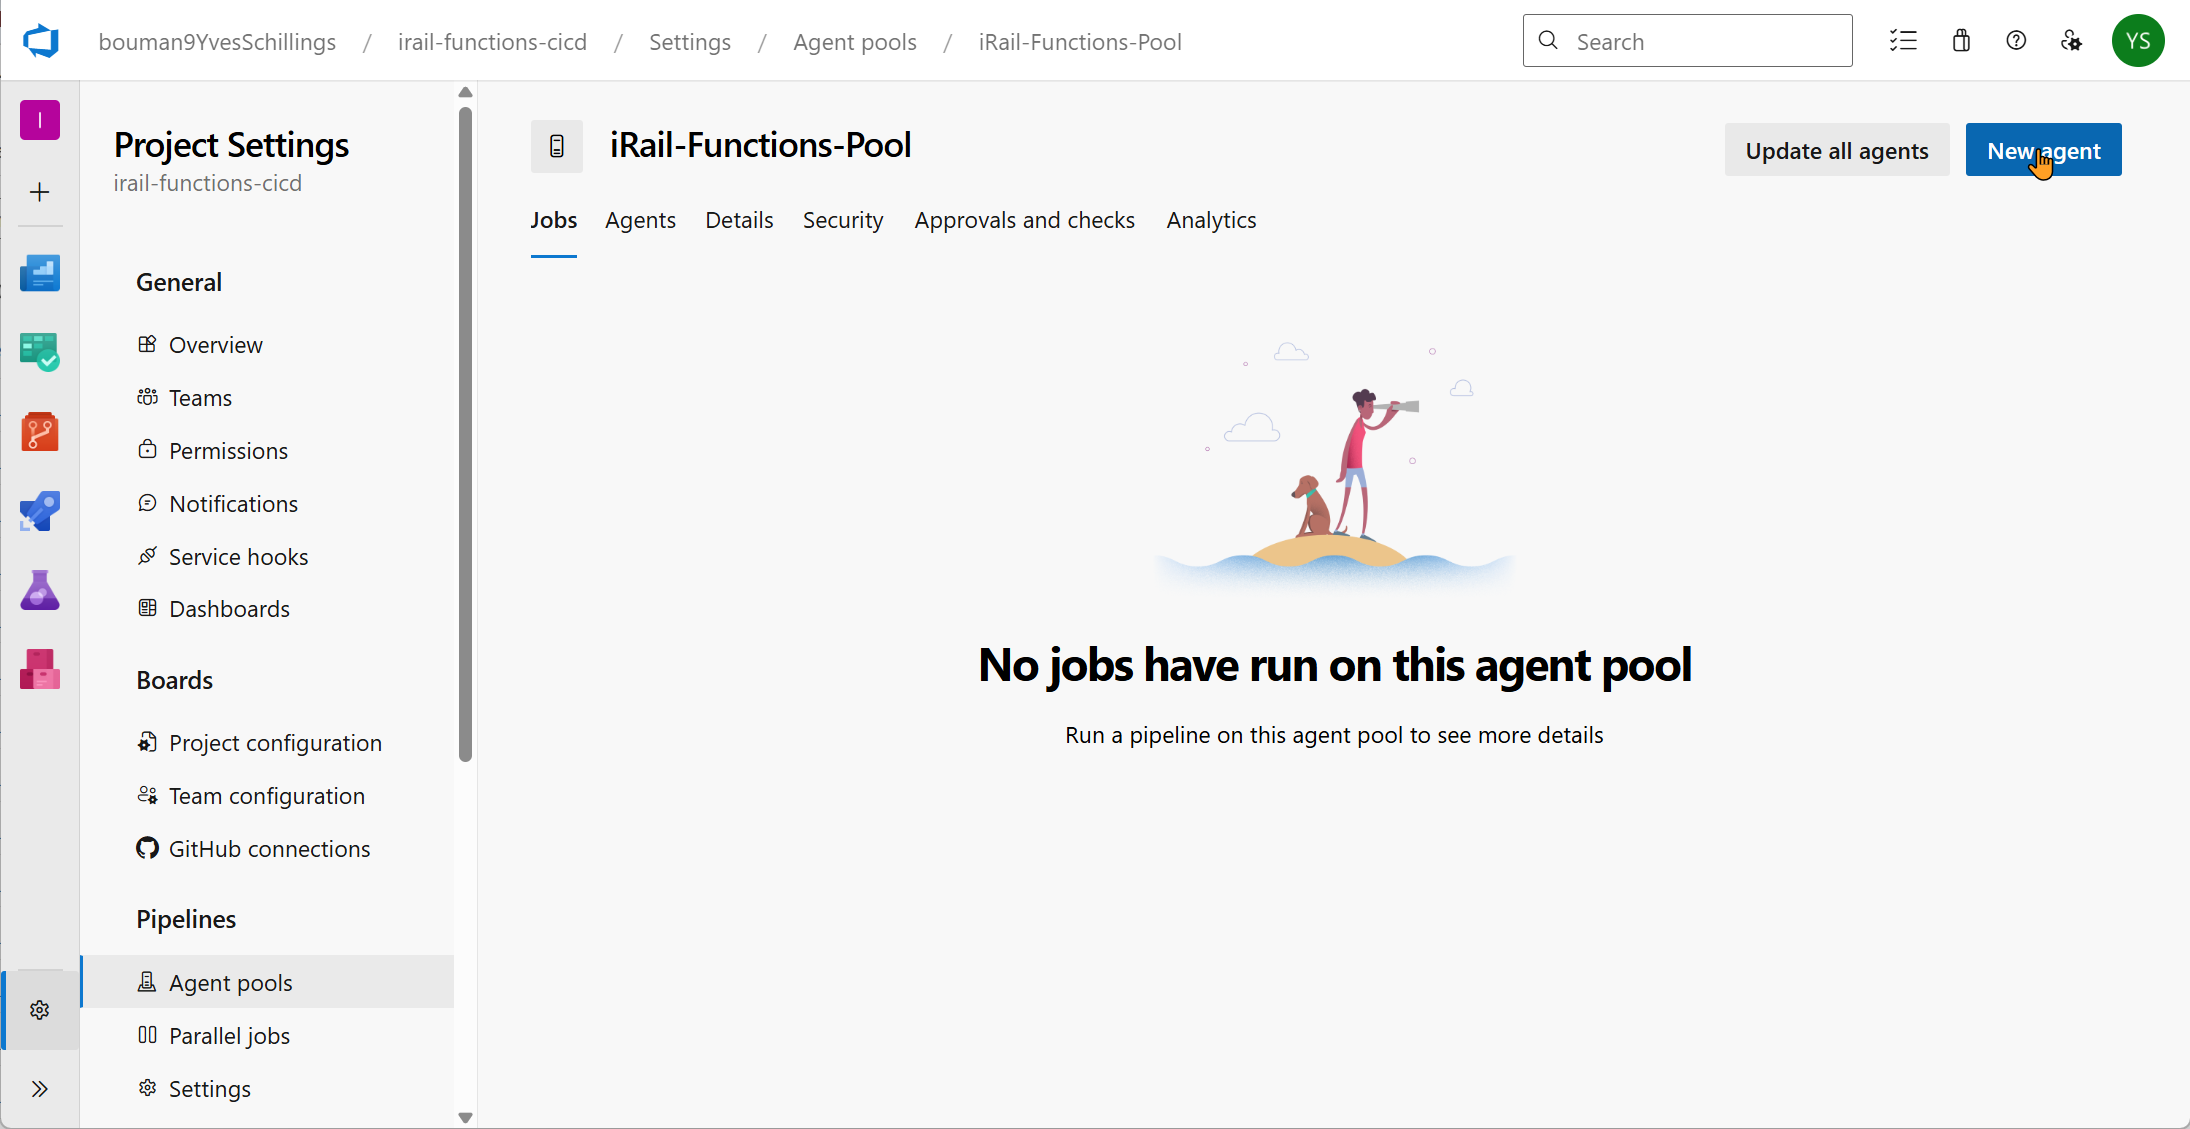 bouman9YvesSchillings / irail-functions-cicd / Settings / Agent pools / iRail-Functions-Pool
Search
YS
I
Project Settings
irail-functions-cicd
General
Overview
Teams
Permissions
Notifications
Service hooks
Dashboards
Boards
Project configuration
Team configuration
GitHub connections
Pipelines
Agent pools
Parallel jobs
Settings
iRail-Functions-Pool
Update all agents
New agent
Jobs Agents Details Security Approvals and checks Analytics
No jobs have run on this agent pool
Run a pipeline on this agent pool to see more details